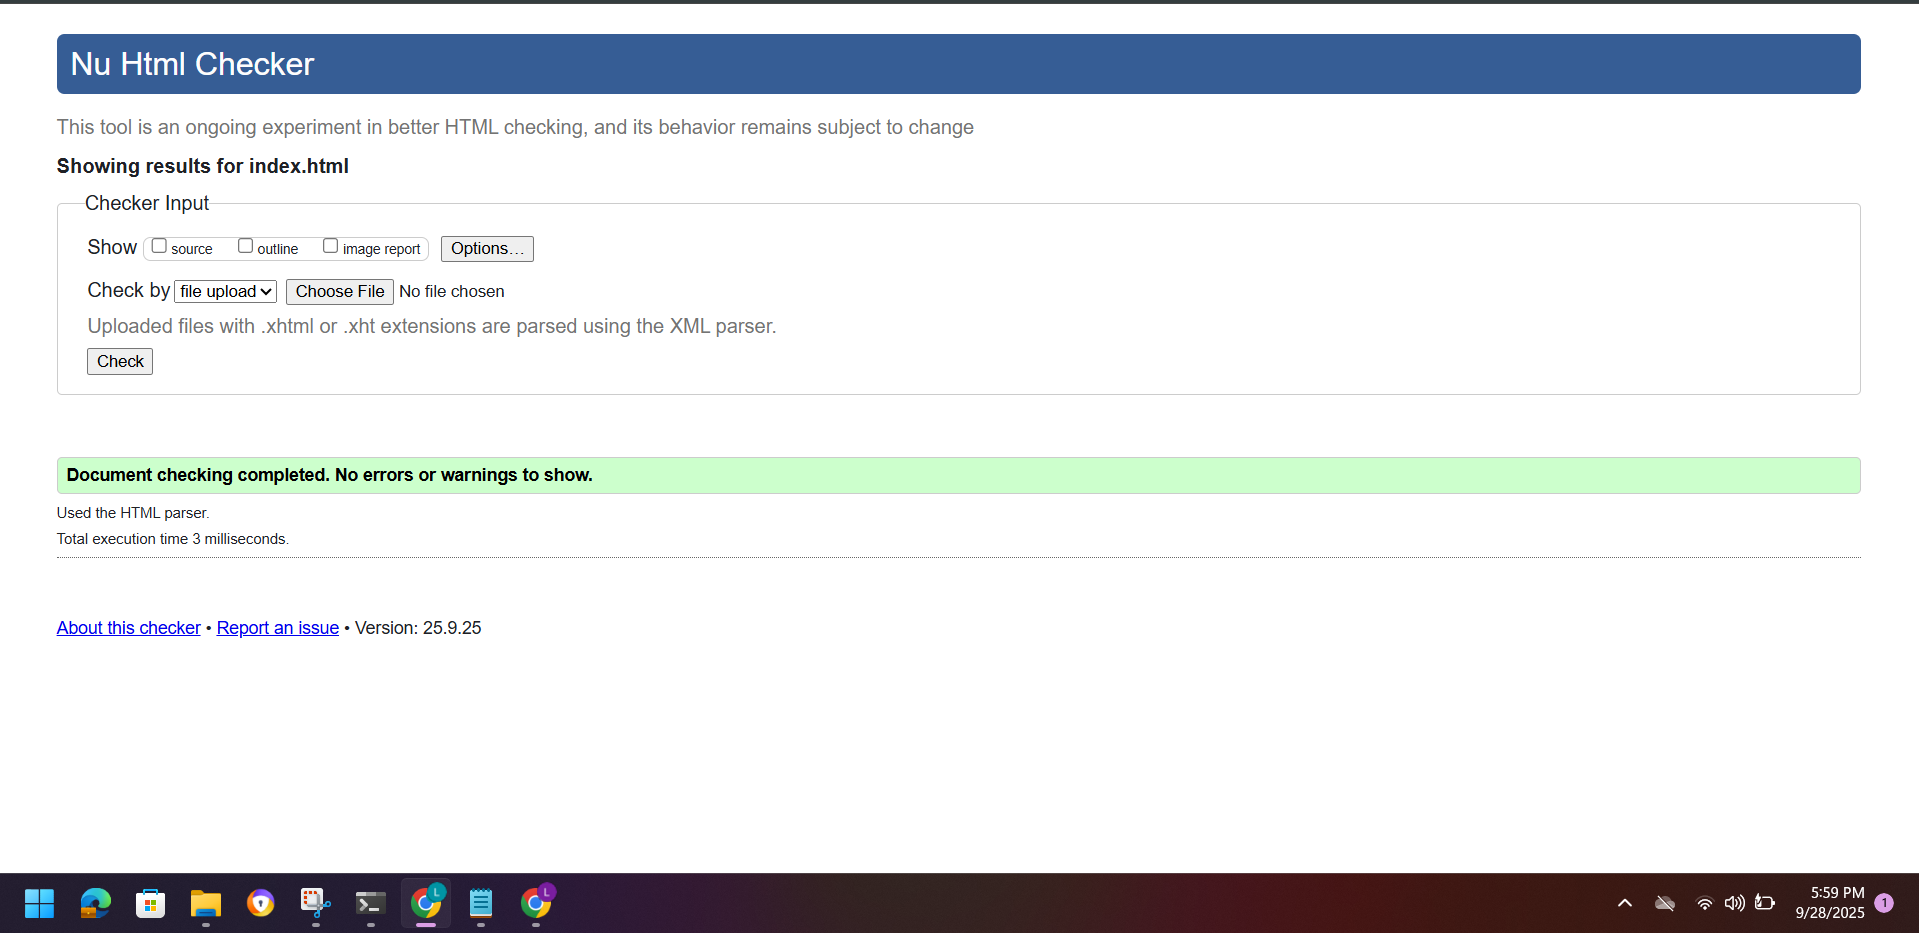 Nu Html Checker
This tool is an ongoing experiment in better HTML checking, and its behavior remains subject to change
Showing results for index.html
Checker Input
Show source outline image report Options...
Check by file upload Choose File No file chosen
Uploaded files with .xhtml or .xht extensions are parsed using the XML parser.
Check
Document checking completed. No errors or warnings to show.
Used the HTML parser.
Total execution time 3 milliseconds.
About this checker • Report an issue • Version: 25.9.25
L
L
5:59 PM
9/28/2025
1